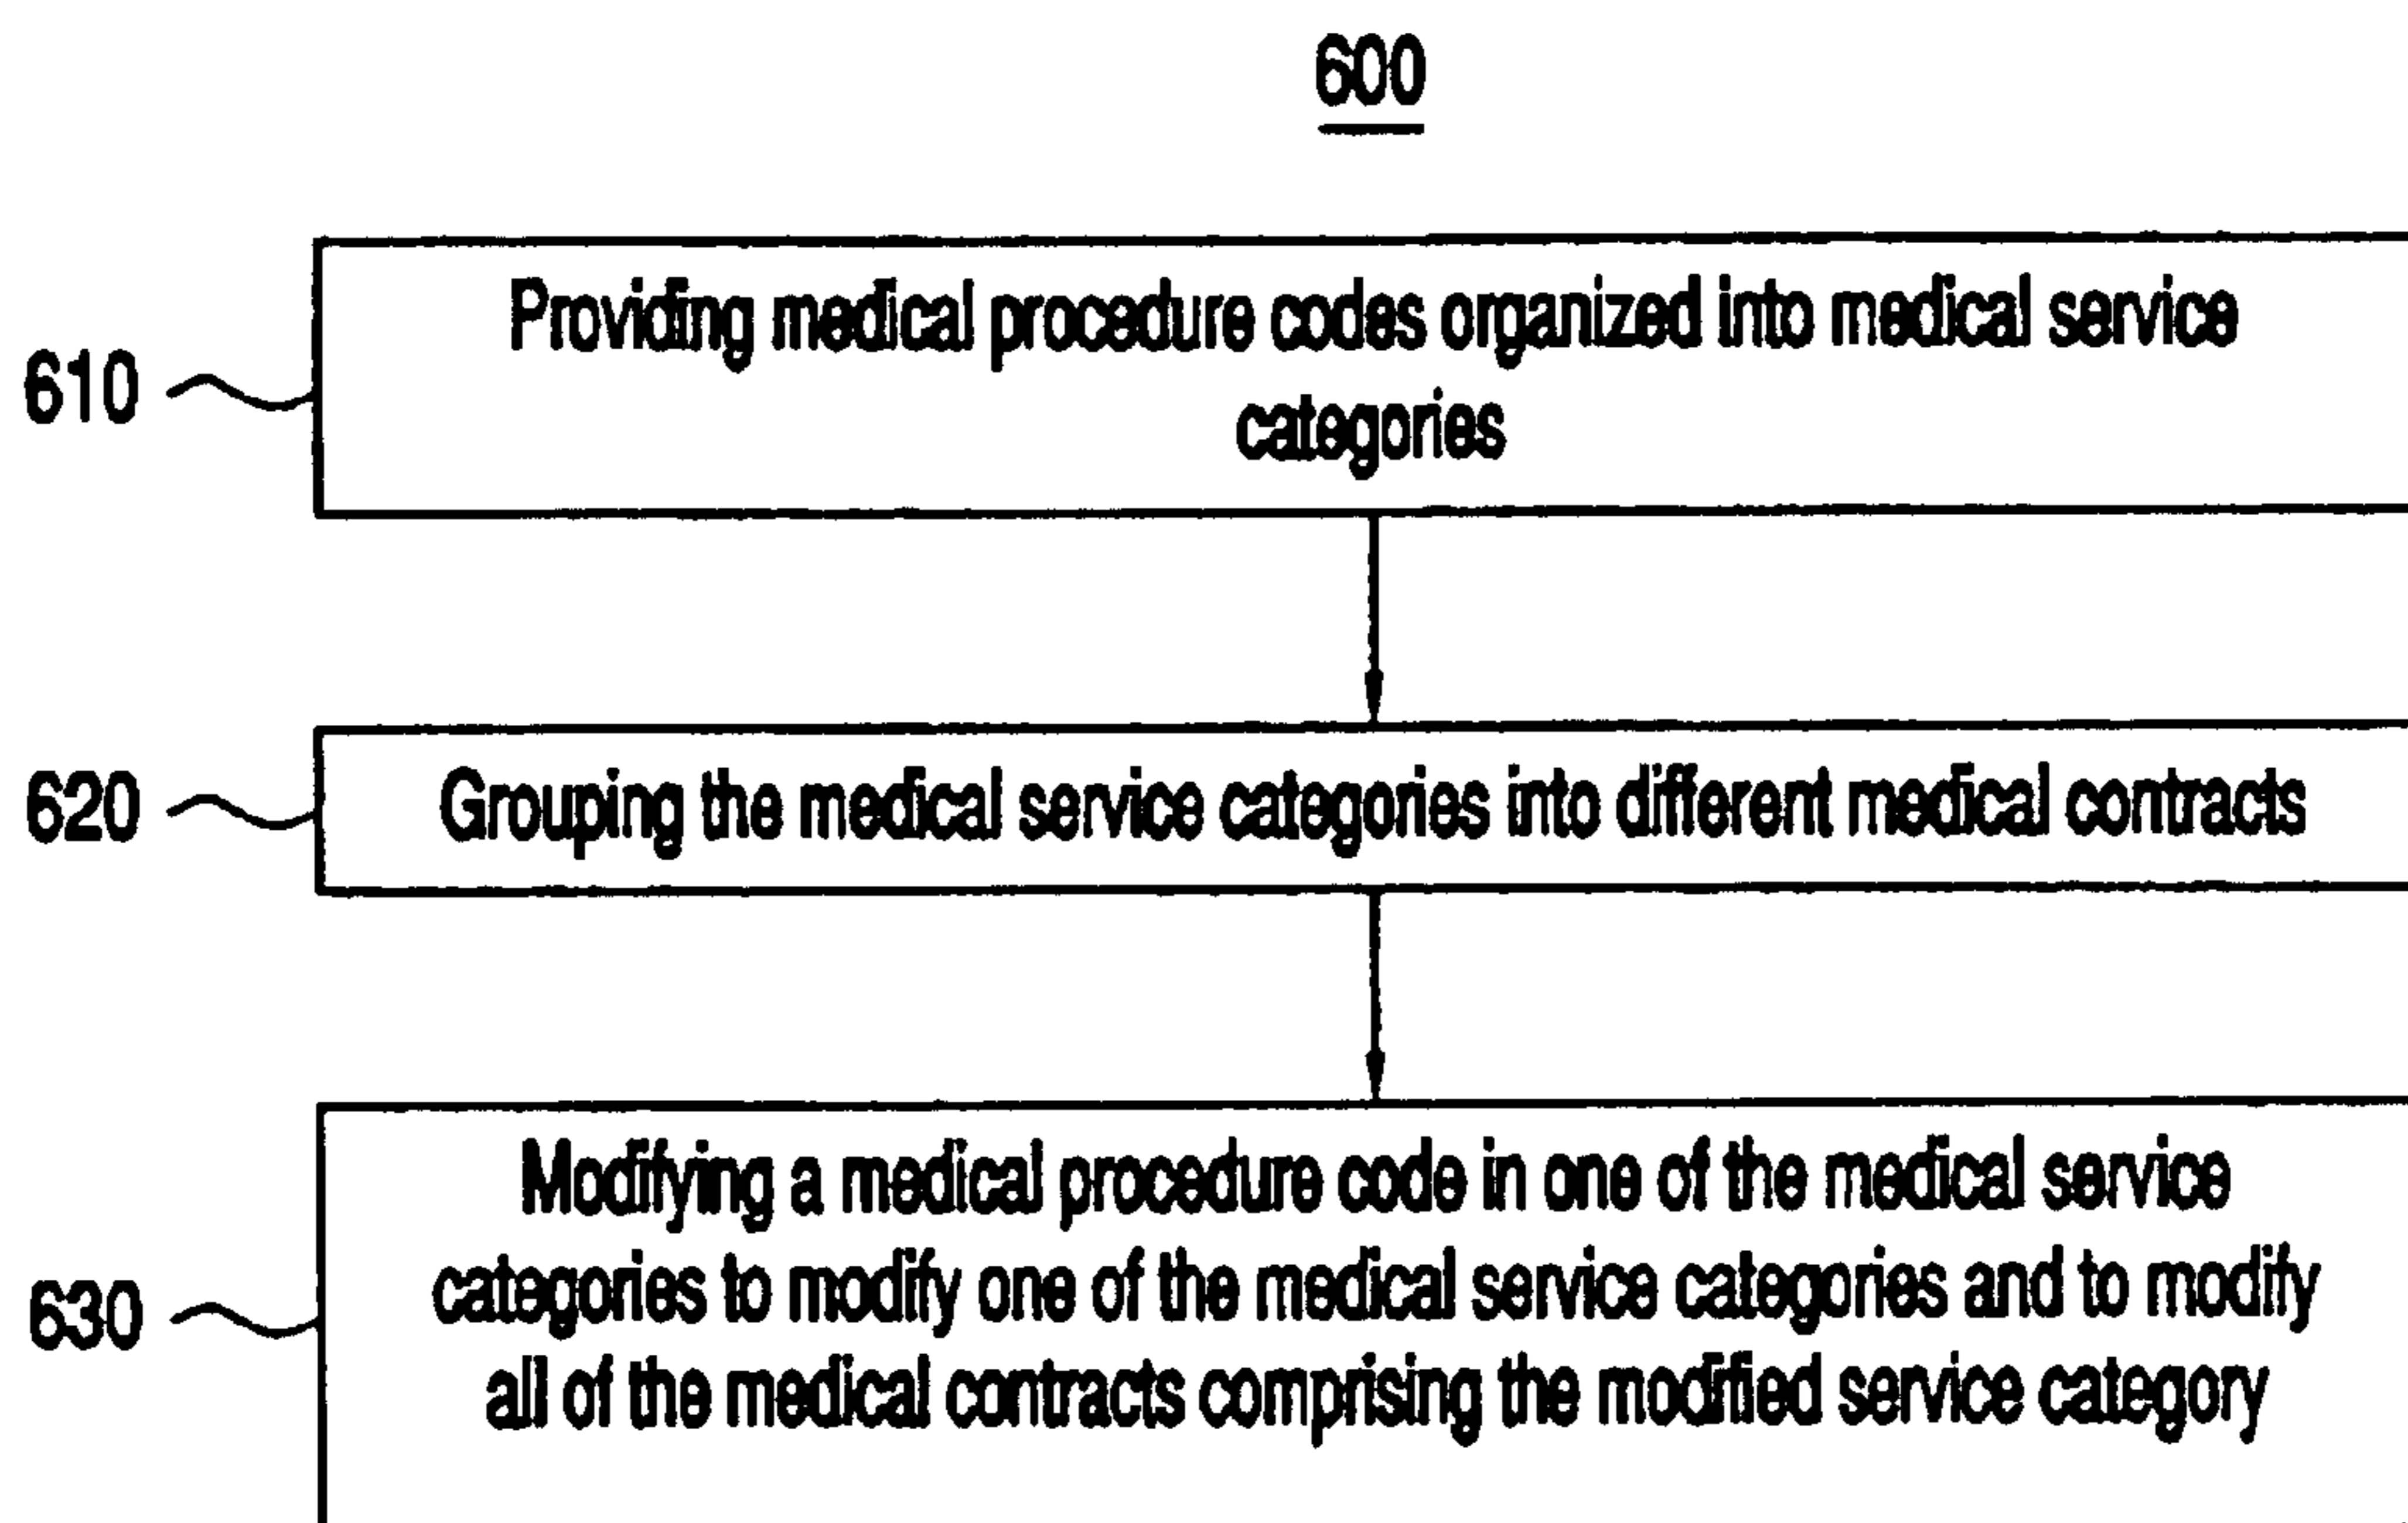 600
Providing medical procedure codes organized into medical service
categories
610
Grouping the medical service categories into different medical contracts
620
Modifying a medical procedure code in one of the medical service
categories to modify one of the medical service categories and to modify
all of the medical contracts comprising the modified service category
630